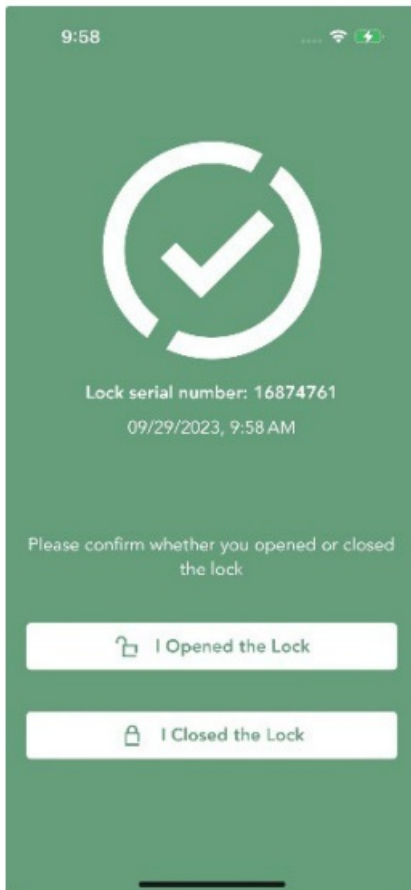 9:58
Lock serial number: 16874761
09/29/2023, 9:58 AM
Please confirm whether you opened or closed
the lock
I Opened the Lock
I Closed the Lock